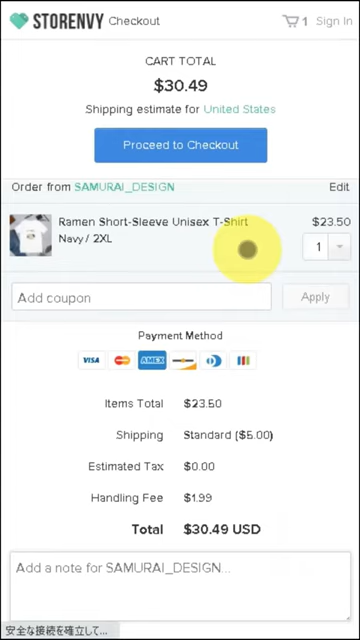 STORENVY Checkout 1 Sign In
CART TOTAL
$30.49
Shipping estimate for United States
Proceed to Checkout
Order from SAMURAI_DESIGN Edit
Ramen Short-Sleeve Unisex T-Shirt $23.50
Navy / 2XL 1
Add coupon Apply
Payment Method
VISA AMEX
Items Total $23.50
Shipping Standard ($5.00)
Estimated Tax $0.00
Handling Fee $1.99
Total $30.49 USD
Add a note for SAMURAI_DESIGN...
安全な接続を確立して...